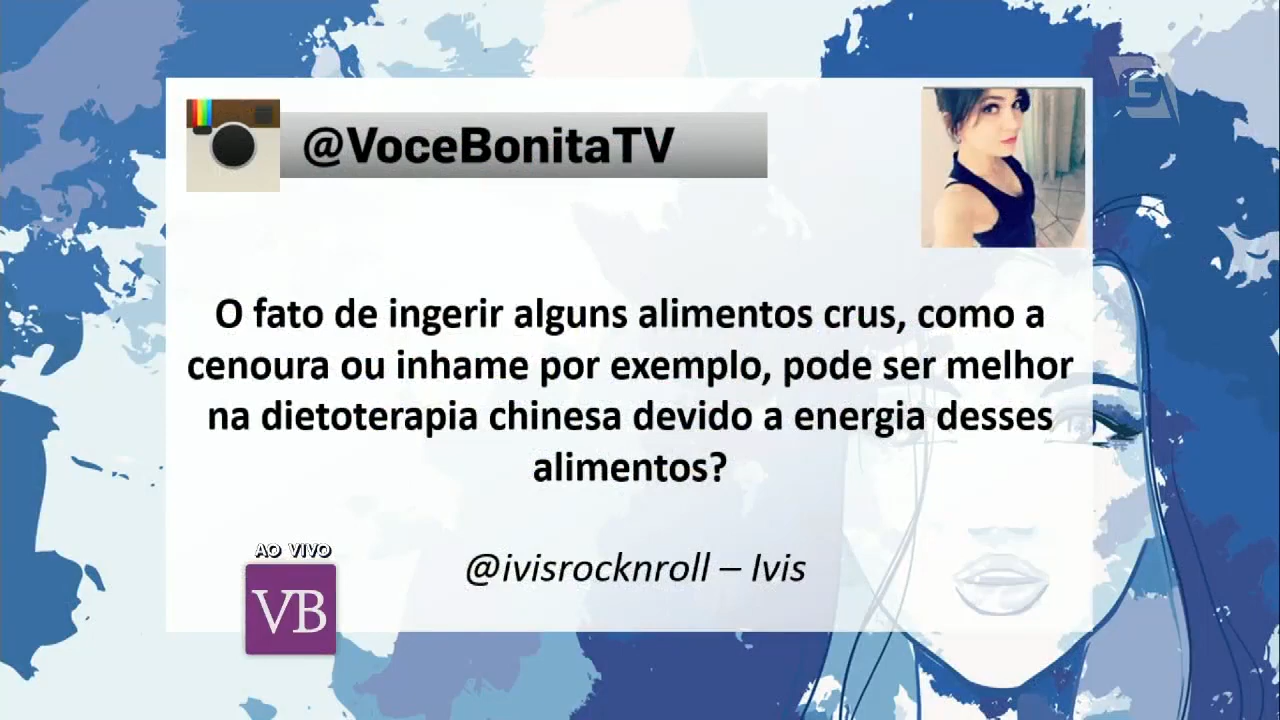 @VoceBonitaTV
O fato de ingerir alguns alimentos crus, como a
cenoura ou inhame por exemplo, pode ser melhor
na dietoterapia chinesa devido a energia desses
alimentos?
@ivisrocknroll – Ivis
AO VIVO
VB